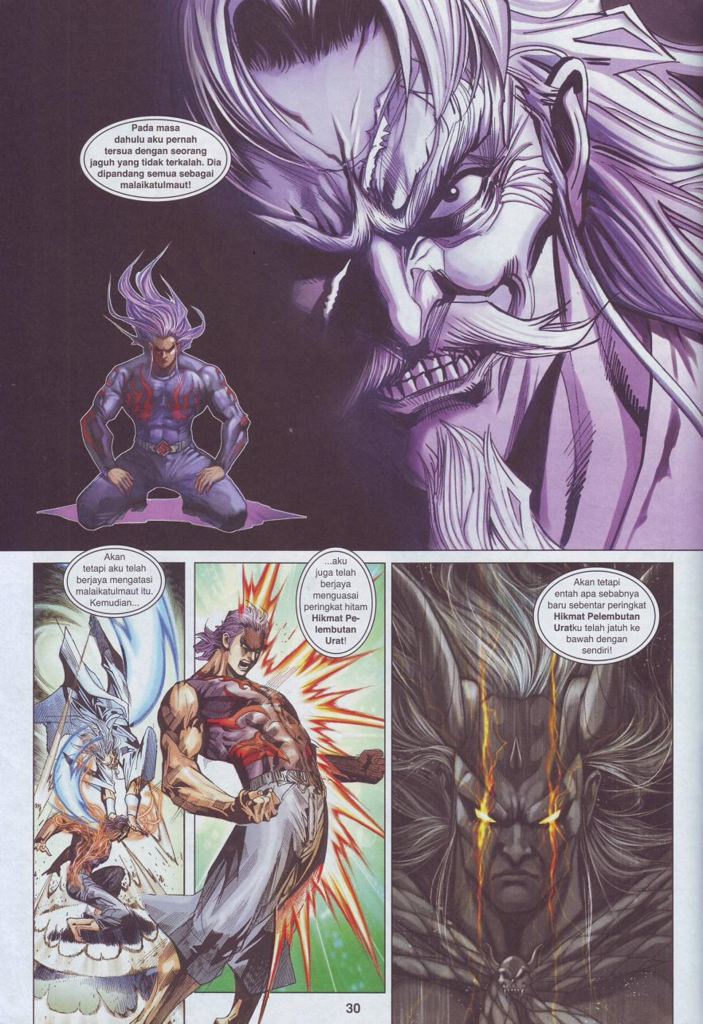 Pada masa
dahulu aku pernah
tersua dengan seorang
jaguh yang tidak terkalah. Dia
dipandang semua sebagai
malaikatulmaut!
Akan
tetapi aku telah
berjaya mengatasi
malaikatulmaut itu.
Kemudian...
...aku
juga telah
berjaya
menguasai
peringkat hitam
Hikmat Pe-
lembutan
Urat!
Akan tetapi
entah apa sebabnya
baru sebentar peringkat
Hikmat Pelembutan
Uratku telah jatuh ke
bawah dengan
sendiri!
30